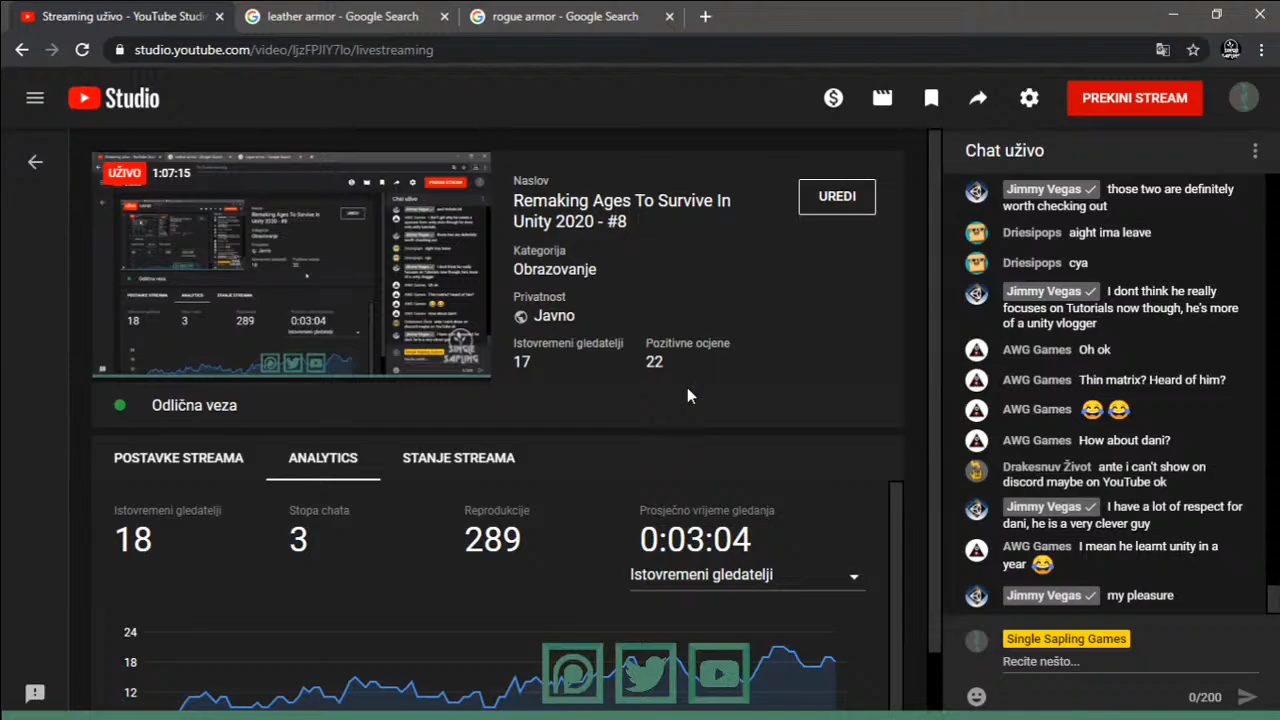 Streaming uživo - YouTube Studi
leather armor - Google Search
rogue armor - Google Search
studio.youtube.com/video/IjzFPJIY7Io/livestreaming
Studio
PREKINI STREAM
UŽIVO 1:07:15
Naslov
Remaking Ages To Survive In
Unity 2020 - #8
UREDI
Kategorija
Obrazovanje
Privatnost
Javno
Istovremeni gledatelji
17
Pozitivne ocjene
22
SINGLE
SAPLING
Odlična veza
POSTAVKE STREAMA
ANALYTICS
STANJE STREAMA
Istovremeni gledatelji
18
Stopa chata
3
Reprodukcije
289
Prosječno vrijeme gledanja
0:03:04
Istovremeni gledatelji
24
18
12
Chat uživo
Jimmy Vegas those two are definitely
worth checking out
Driesipops aight ima leave
Driesipops cya
Jimmy Vegas I dont think he really
focuses on Tutorials now though, he's more
of a unity vlogger
AWG Games Oh ok
AWG Games Thin matrix? Heard of him?
AWG Games 😂😂
AWG Games How about dani?
Drakesnuv Život ante i can't show on
discord maybe on YouTube ok
Jimmy Vegas I have a lot of respect for
dani, he is a very clever guy
AWG Games I mean he learnt unity in a
year 😂
Jimmy Vegas my pleasure
Single Sapling Games
Recite nešto...
0/200